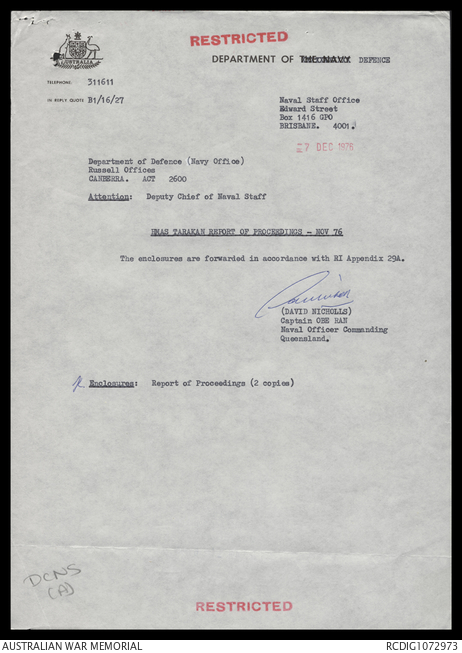 RESTRICTED
AUSTRALIA
DEPARTMENT OF THE NAVY DEFENCE
TELEPHONE: 311611
IN REPLY QUOTE B1/16/27
Naval Staff Office
Edward Street
Box 1416 GPO
BRISBANE. 4001.
7 DEC 1976
Department of Defence (Navy Office)
Russell Offices
CANBERRA. ACT 2600
Attention: Deputy Chief of Naval Staff
HMAS TARAKAN REPORT OF PROCEEDINGS - NOV 76
The enclosures are forwarded in accordance with RI Appendix 29A.
(DAVID NICHOLLS)
Captain OBE RAN
Naval Officer Commanding
Queensland.
Enclosures: Report of Proceedings (2 copies)
DCNS
(A)
RESTRICTED
AUSTRALIAN WAR MEMORIAL
RCDIG1072973